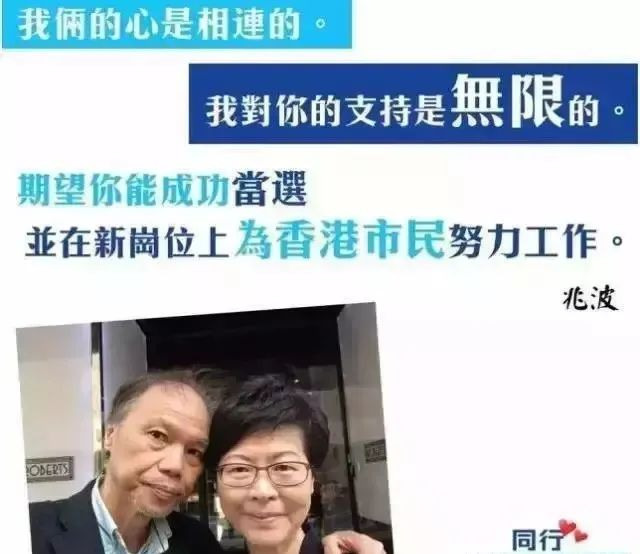 我倆的心是相連的。
我對你的支持是無限的。
期望你能成功當選
並在新崗位上為香港市民努力工作。
兆波
ROBERTS
同行